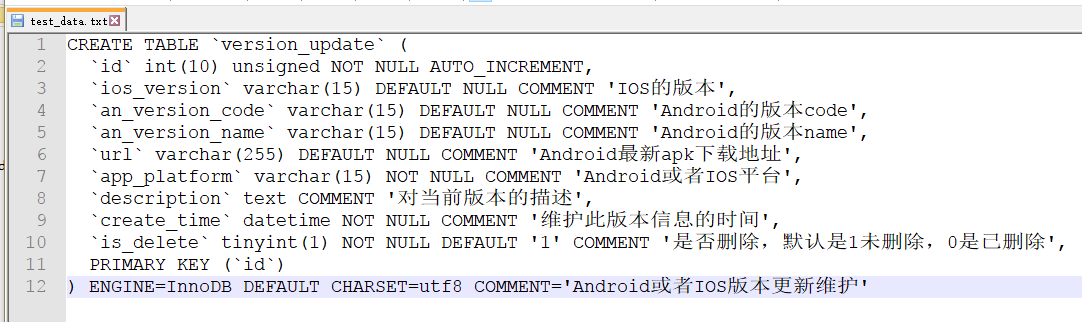 test_data.txt
1 CREATE TABLE `version_update` (
2 `id` int(10) unsigned NOT NULL AUTO_INCREMENT,
3 `ios_version` varchar(15) DEFAULT NULL COMMENT 'IOS的版本',
4 `an_version_code` varchar(15) DEFAULT NULL COMMENT 'Android的版本code',
5 `an_version_name` varchar(15) DEFAULT NULL COMMENT 'Android的版本name',
6 `url` varchar(255) DEFAULT NULL COMMENT 'Android最新apk下载地址',
7 `app_platform` varchar(15) NOT NULL COMMENT 'Android或者IOS平台',
8 `description` text COMMENT '对当前版本的描述',
9 `create_time` datetime NOT NULL COMMENT '维护此版本信息的时间',
10 `is_delete` tinyint(1) NOT NULL DEFAULT '1' COMMENT '是否删除，默认是1未删除，0是已删除',
11 PRIMARY KEY (`id`)
12 ) ENGINE=InnoDB DEFAULT CHARSET=utf8 COMMENT='Android或者IOS版本更新维护'